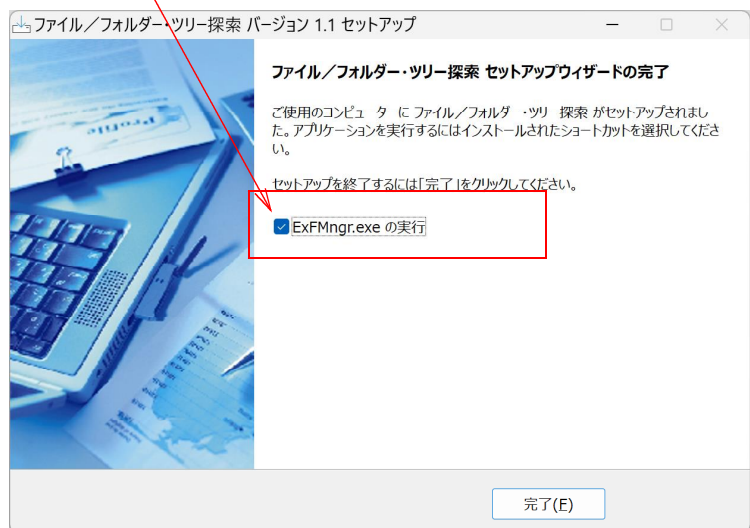 ファイル／フォルダー・ツリー探索 バージョン 1.1 セットアップ
ファイル／フォルダー・ツリー探索 セットアップウィザードの完了
ご使用のコンピュ タ に ファイル／フォルダ ・ツリ 探索 がセットアップされまし
た。アプリケーションを実行するにはインストールされたショートカットを選択してくださ
い。
セットアップを終了するには「完了」をクリックしてください。
ExFMngr.exe の実行
完了(F)
Profile